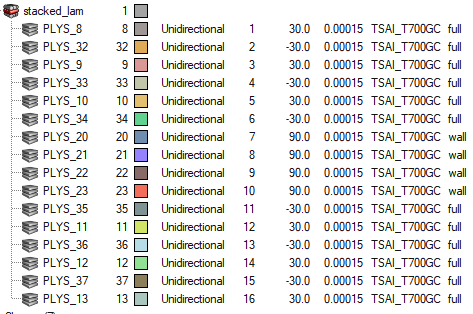 stacked_lam 1
PLYS_8 8 Unidirectional 1 30.0 0.00015 TSAI_T700GC full
PLYS_32 32 Unidirectional 2 -30.0 0.00015 TSAI_T700GC full
PLYS_9 9 Unidirectional 3 30.0 0.00015 TSAI_T700GC full
PLYS_33 33 Unidirectional 4 -30.0 0.00015 TSAI_T700GC full
PLYS_10 10 Unidirectional 5 30.0 0.00015 TSAI_T700GC full
PLYS_34 34 Unidirectional 6 -30.0 0.00015 TSAI_T700GC full
PLYS_20 20 Unidirectional 7 90.0 0.00015 TSAI_T700GC wall
PLYS_21 21 Unidirectional 8 90.0 0.00015 TSAI_T700GC wall
PLYS_22 22 Unidirectional 9 90.0 0.00015 TSAI_T700GC wall
PLYS_23 23 Unidirectional 10 90.0 0.00015 TSAI_T700GC wall
PLYS_35 35 Unidirectional 11 -30.0 0.00015 TSAI_T700GC full
PLYS_11 11 Unidirectional 12 30.0 0.00015 TSAI_T700GC full
PLYS_36 36 Unidirectional 13 -30.0 0.00015 TSAI_T700GC full
PLYS_12 12 Unidirectional 14 30.0 0.00015 TSAI_T700GC full
PLYS_37 37 Unidirectional 15 -30.0 0.00015 TSAI_T700GC full
PLYS_13 13 Unidirectional 16 30.0 0.00015 TSAI_T700GC full